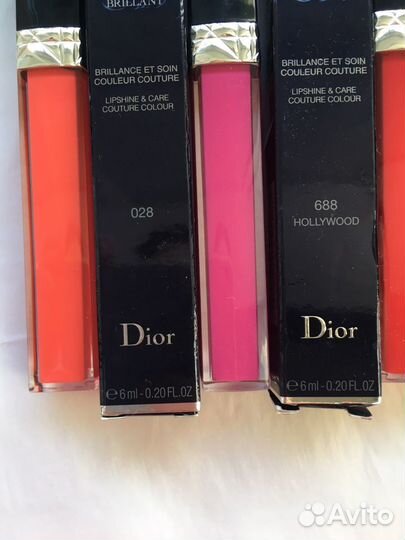 BRILLANT
BRILLANCE ET SOIN
COULEUR COUTURE
LIPSHINE & CARE
COUTURE COLOUR
028
Dior
℮6ml - 0.20 FL.OZ
BRILLANCE ET SOIN
COULEUR COUTURE
LIPSHINE & CARE
COUTURE COLOUR
688
HOLLYWOOD
Dior
℮6ml - 0.20 FL.OZ
Avito